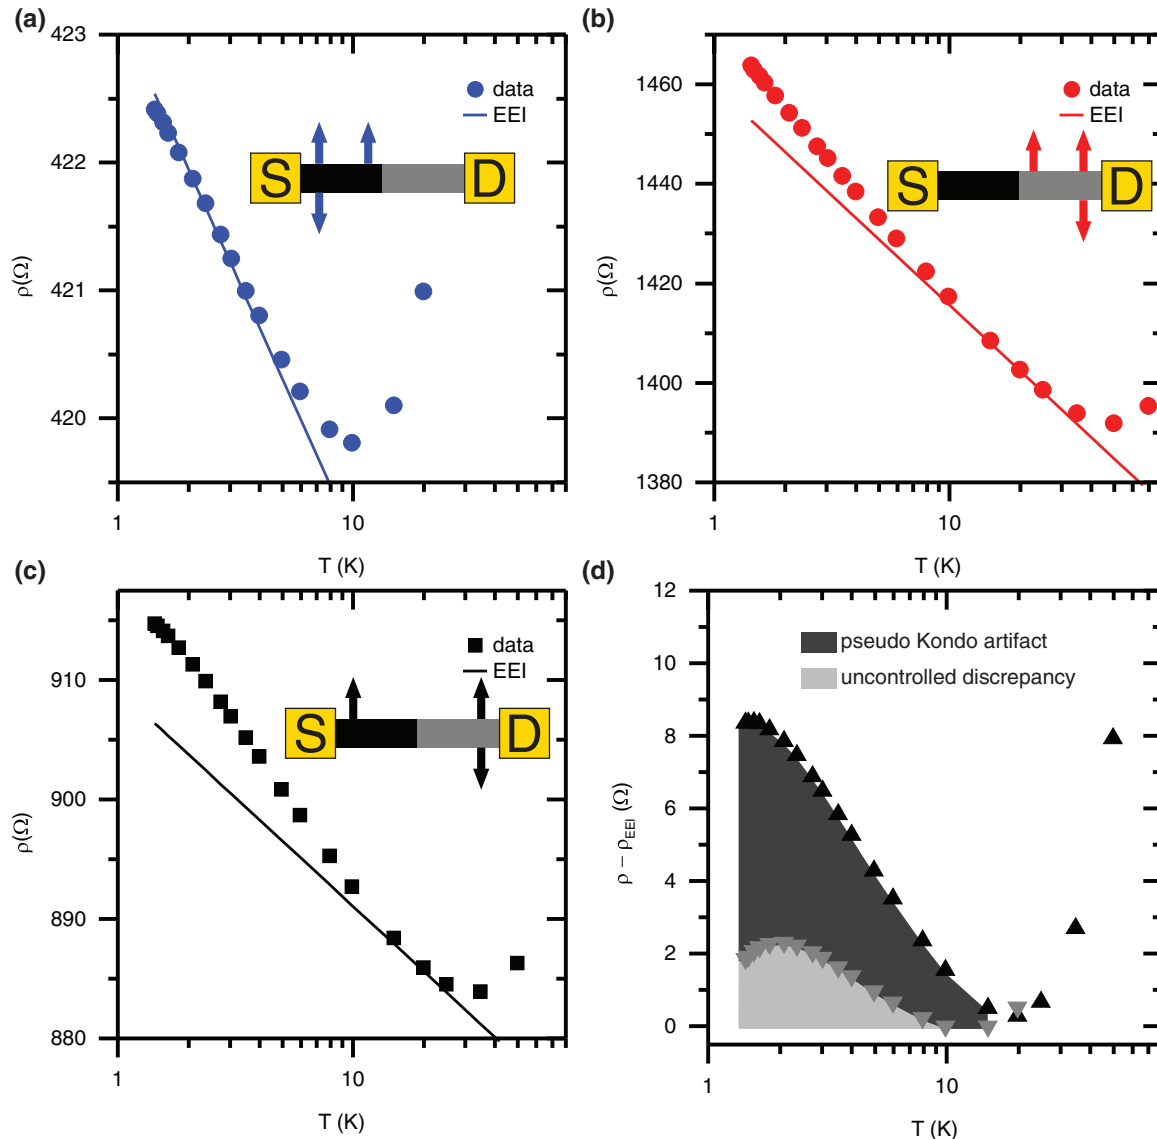 (a)
423
422
421
420
ρ(Ω)
data
EEI
S
D
1
10
T (K)
(b)
1460
1440
1420
1400
1380
ρ(Ω)
data
EEI
S
D
1
10
T (K)
(c)
910
900
890
880
ρ(Ω)
data
EEI
S
D
1
10
T (K)
(d)
12
10
8
6
4
2
0
ρ − ρEEI (Ω)
pseudo Kondo artifact
uncontrolled discrepancy
1
10
T (K)